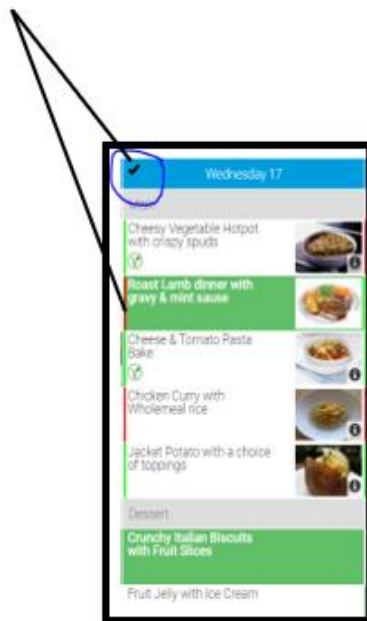 Wednesday 17
Cheesy Vegetable Hotpot
with crispy spuds
Roast Lamb dinner with
gravy & mint sause
Cheese & Tomato Pasta
Bake
Chicken Curry with
Wholemeal rice
Jacket Potato with a choice
of toppings
Dessert
Crunchy Italian Biscuits
with Fruit Slices
Fruit Jelly with Ice Cream